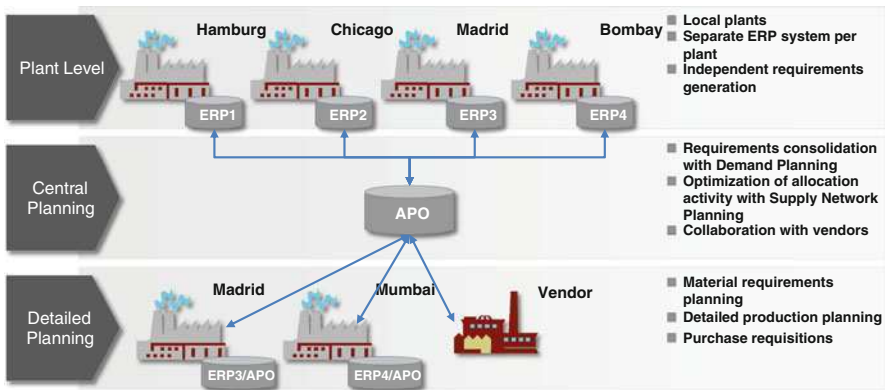 Plant Level
Hamburg
Chicago
Madrid
Bombay
ERP1
ERP2
ERP3
ERP4
Local plants
Separate ERP system per
plant
Independent requirements
generation
Central
Planning
APO
Requirements consolidation
with Demand Planning
Optimization of allocation
activity with Supply Network
Planning
Collaboration with vendors
Detailed
Planning
Madrid
Mumbai
Vendor
ERP3/APO
ERP4/APO
Material requirements
planning
Detailed production planning
Purchase requisitions